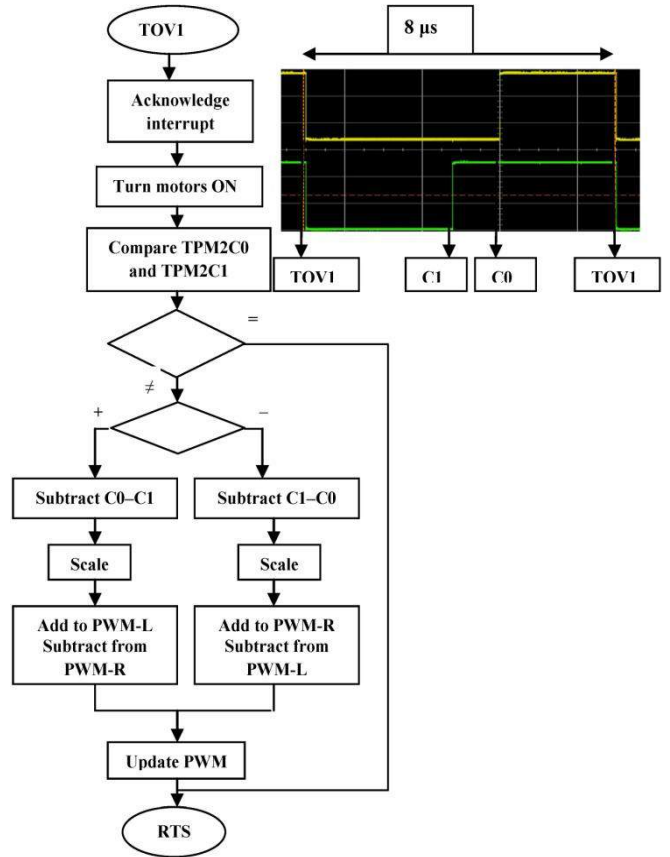 TOV1
8 µs
Acknowledge
interrupt
Turn motors ON
Compare TPM2C0
and TPM2C1
TOV1
C1
C0
TOV1
=
≠
+
–
Subtract C0–C1
Subtract C1–C0
Scale
Scale
Add to PWM-L
Subtract from
PWM-R
Add to PWM-R
Subtract from
PWM-L
Update PWM
RTS